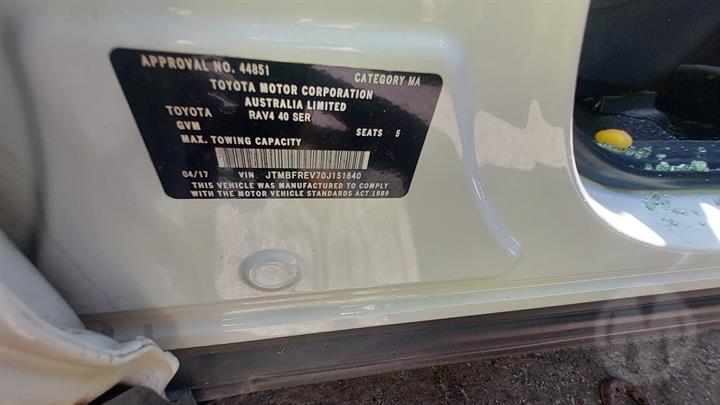 APPROVAL NO. 44851 CATEGORY MA
TOYOTA MOTOR CORPORATION
AUSTRALIA LIMITED
TOYOTA RAV4 40 SER
GVM SEATS 5
MAX. TOWING CAPACITY
04/17 VIN JTMBFREV70J151640
THIS VEHICLE WAS MANUFACTURED TO COMPLY
WITH THE MOTOR VEHICLE STANDARDS ACT 1989